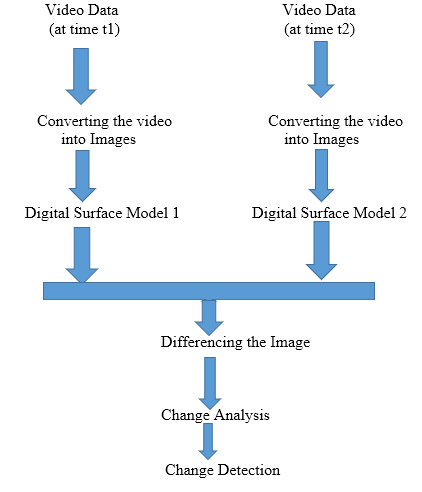 Video Data
(at time t1)
Video Data
(at time t2)
Converting the video
into Images
Converting the video
into Images
Digital Surface Model 1
Digital Surface Model 2
Differencing the Image
Change Analysis
Change Detection